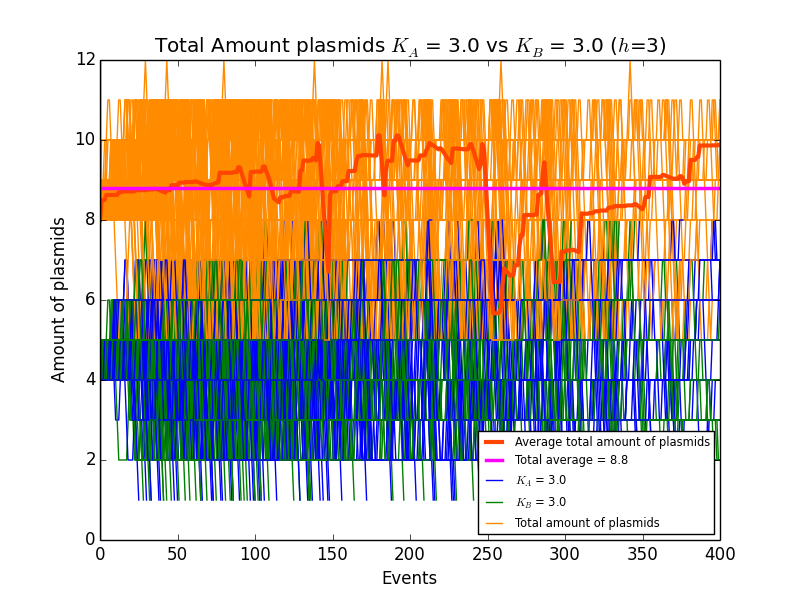 Total Amount plasmids K_A = 3.0 vs K_B = 3.0 (h=3)
12
10
8
6
4
2
0
Amount of plasmids
0 50 100 150 200 250 300 350 400
Events
Average total amount of plasmids
Total average = 8.8
K_A = 3.0
K_B = 3.0
Total amount of plasmids